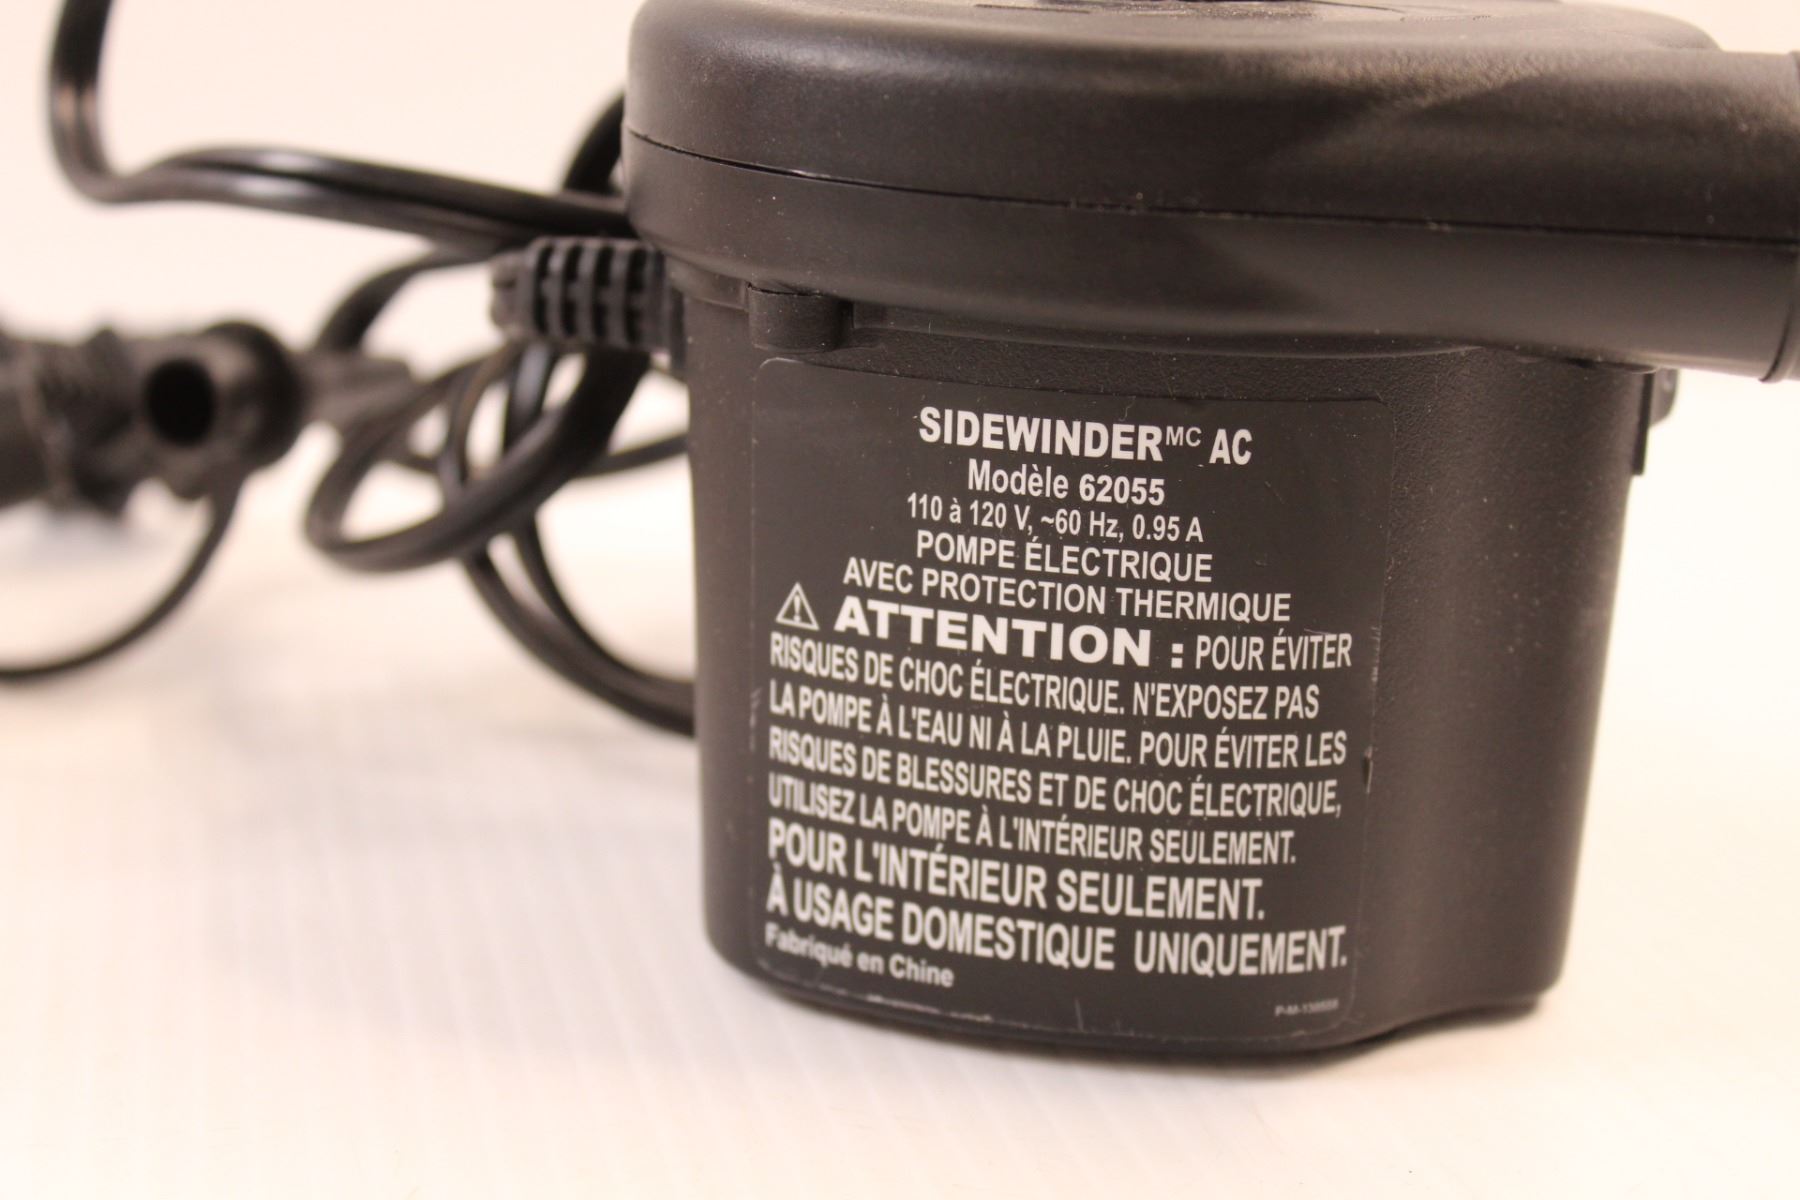 SIDEWINDERMC AC
Modèle 62055
110 à 120 V, ~60 Hz, 0.95 A
POMPE ÉLECTRIQUE
AVEC PROTECTION THERMIQUE
ATTENTION : POUR ÉVITER
RISQUES DE CHOC ÉLECTRIQUE. N'EXPOSEZ PAS
LA POMPE À L'EAU NI À LA PLUIE. POUR ÉVITER LES
RISQUES DE BLESSURES ET DE CHOC ÉLECTRIQUE,
UTILISEZ LA POMPE À L'INTÉRIEUR SEULEMENT.
POUR L'INTÉRIEUR SEULEMENT.
À USAGE DOMESTIQUE UNIQUEMENT.
Fabriqué en Chine